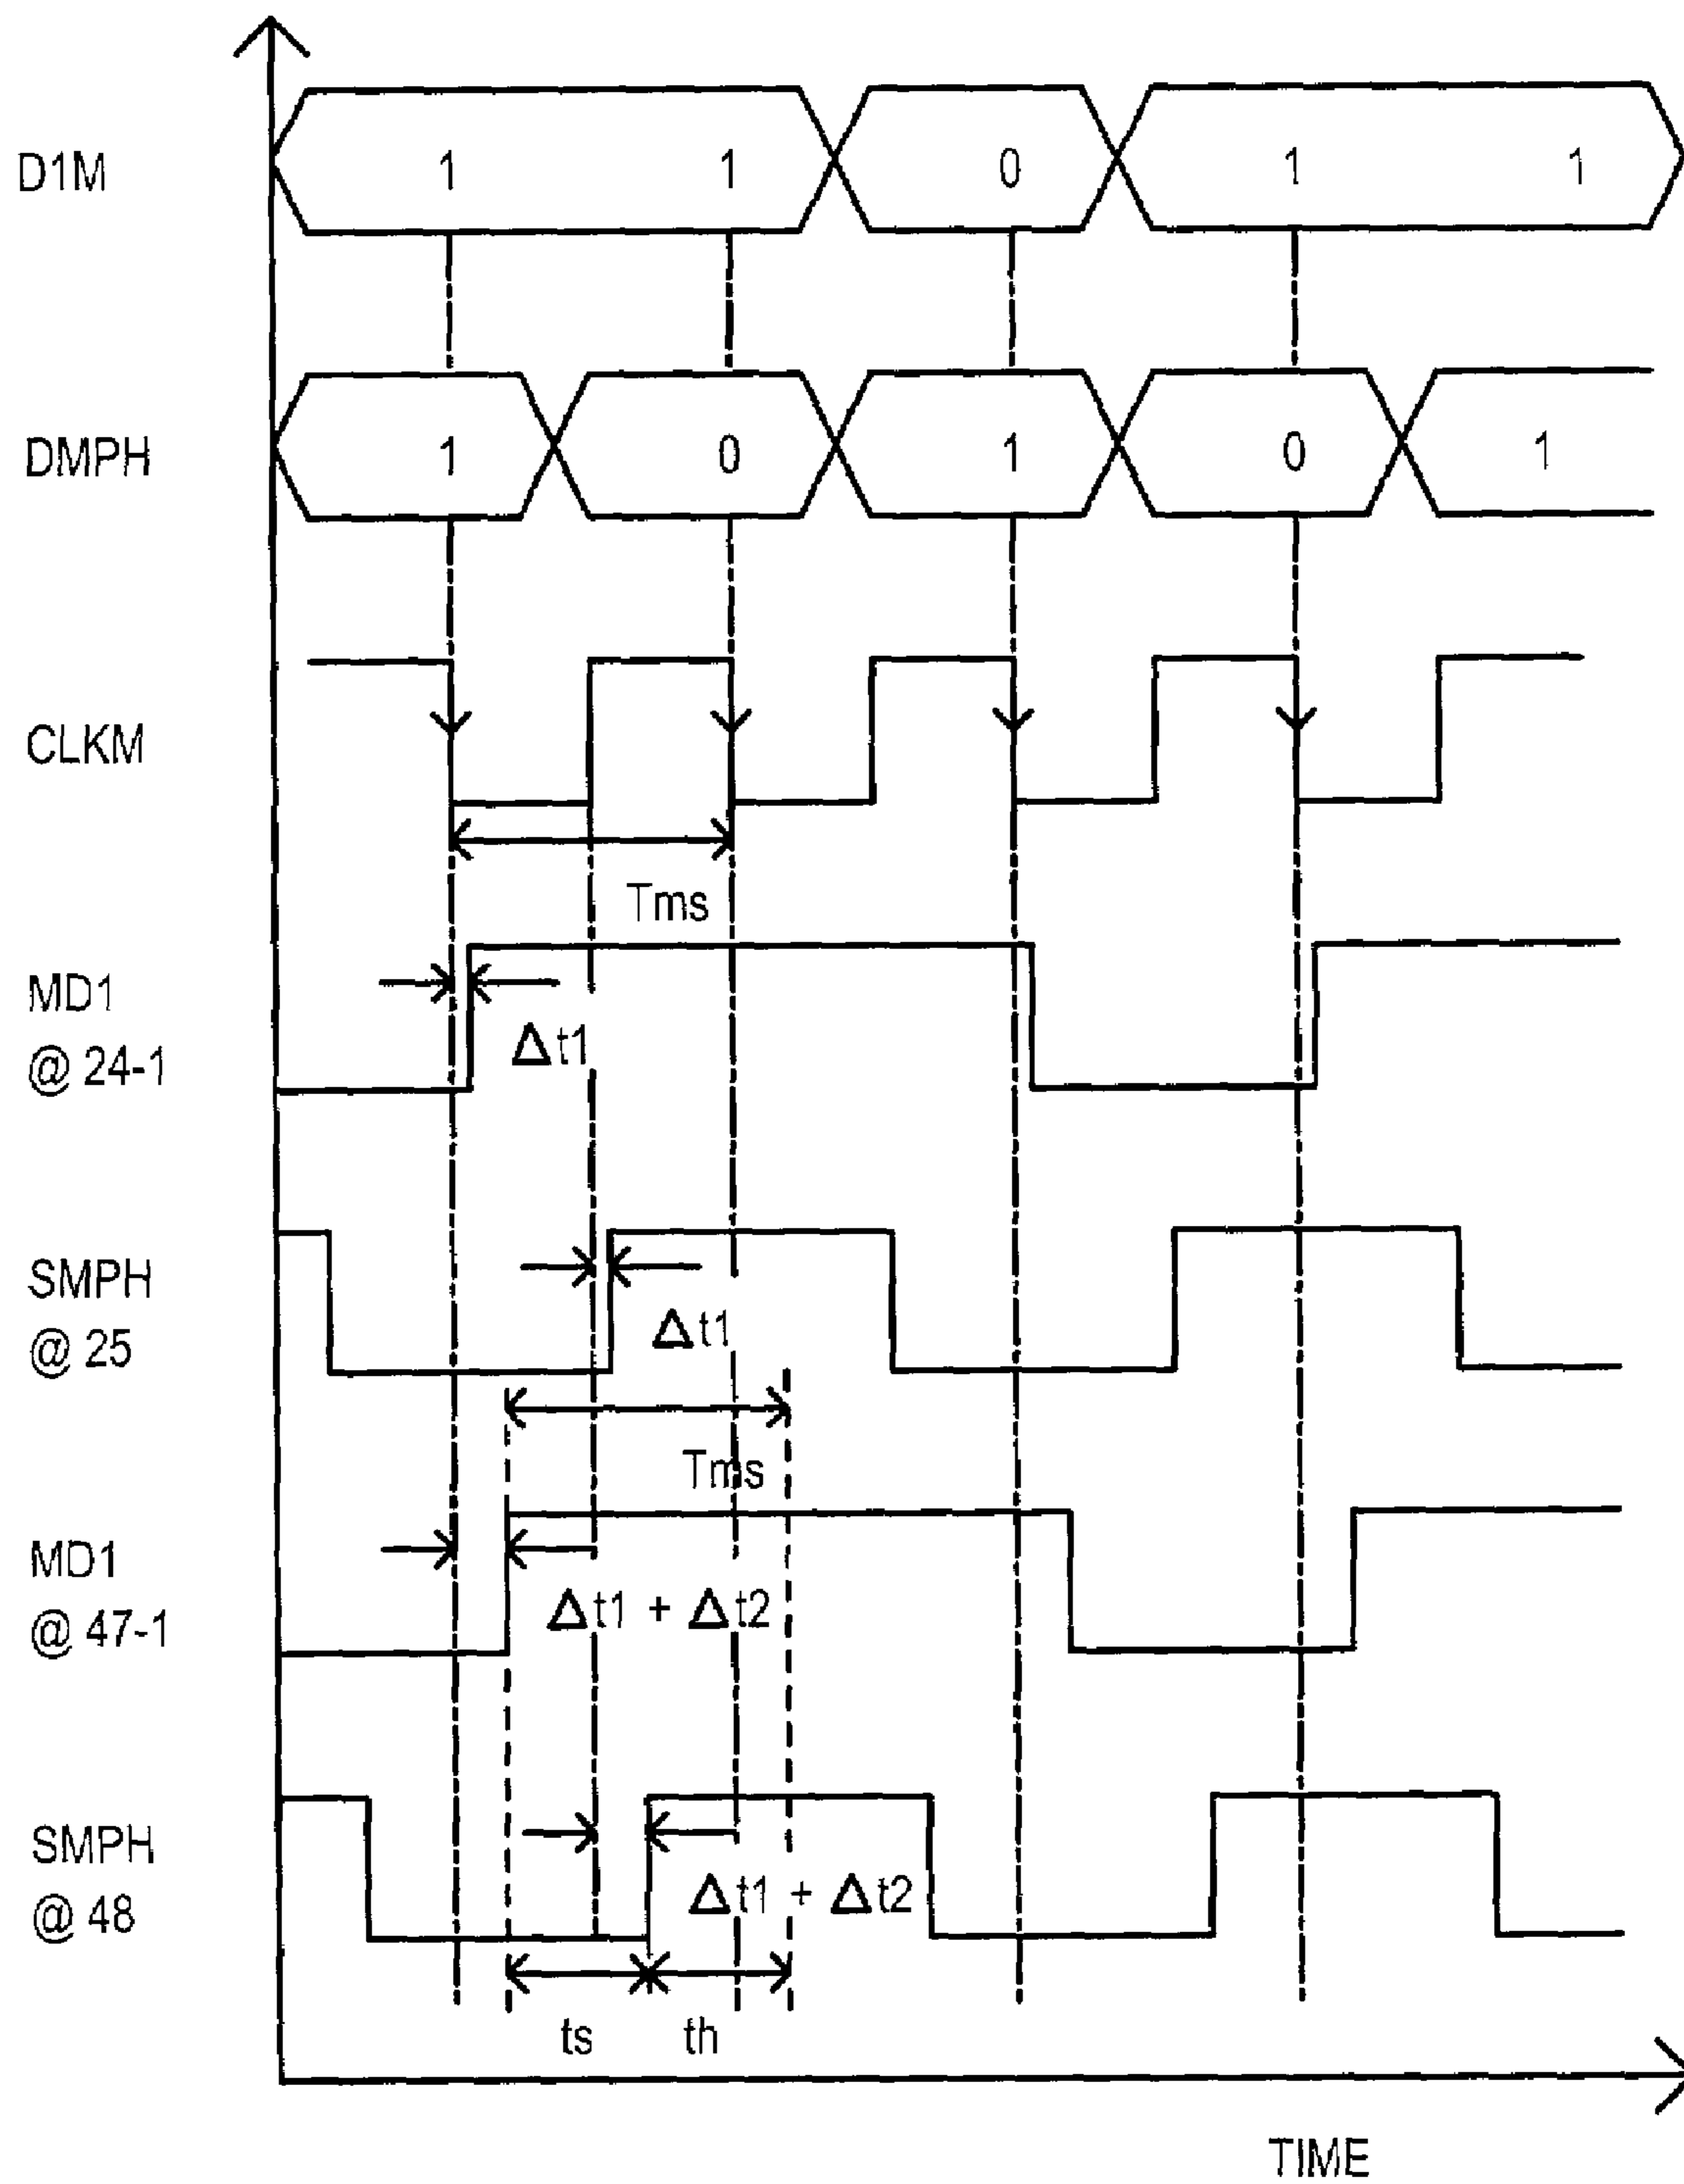 D1M 1 1 0 1 1
DMPH 1 0 1 0 1
CLKM
Tms
MD1
@ 24-1
Δt1
SMPH
@ 25
Δt1
Tms
MD1
@ 47-1
Δt1 + Δt2
SMPH
@ 48
Δt1 + Δt2
ts th
TIME